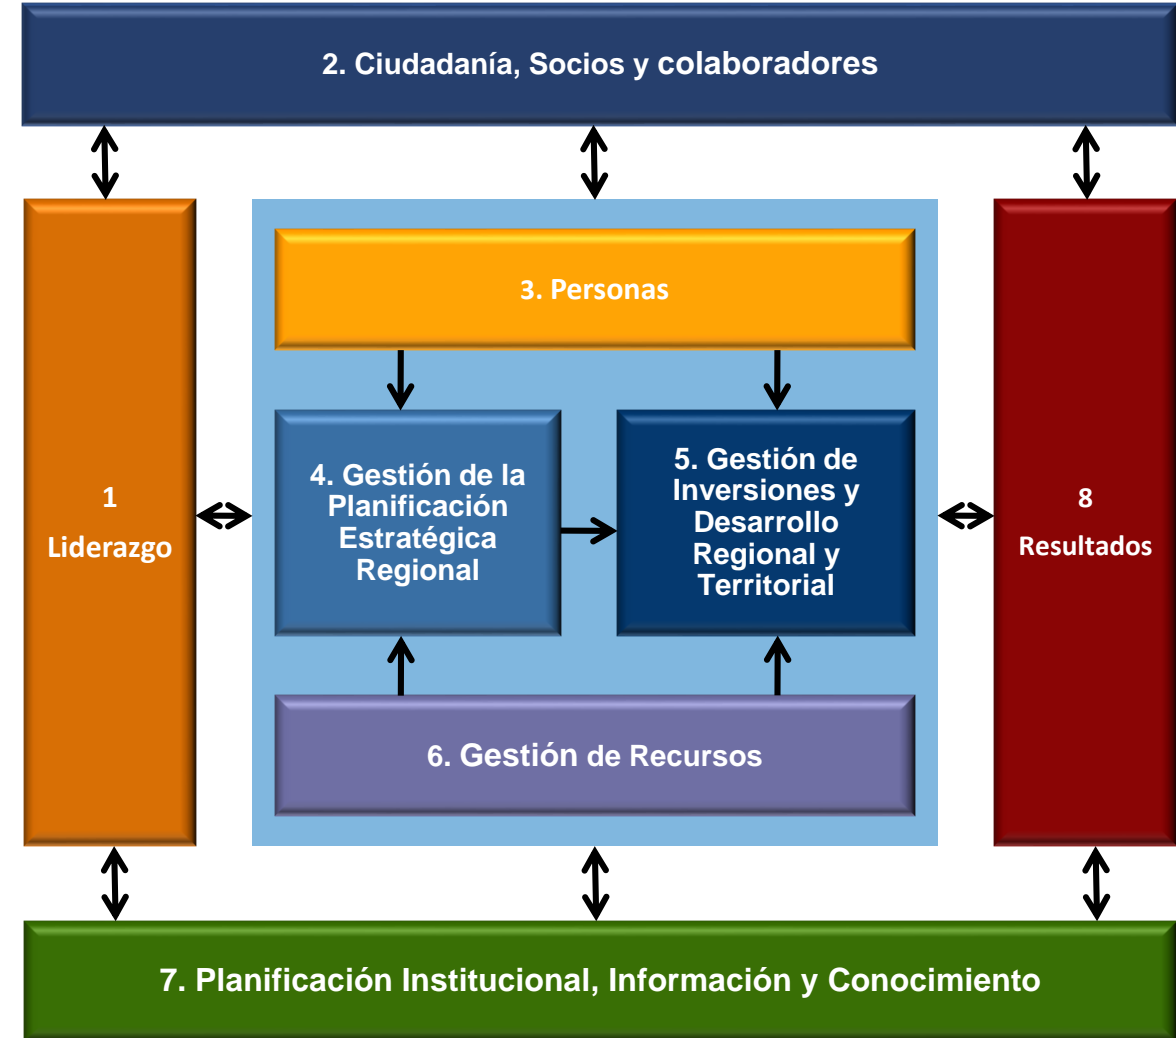 2. Ciudadanía, Socios y colaboradores
3. Personas
1
Liderazgo
4. Gestión de la
Planificación
Estratégica
Regional
5. Gestión de
Inversiones y
Desarrollo
Regional y
Territorial
8
Resultados
6. Gestión de Recursos
7. Planificación Institucional, Información y Conocimiento